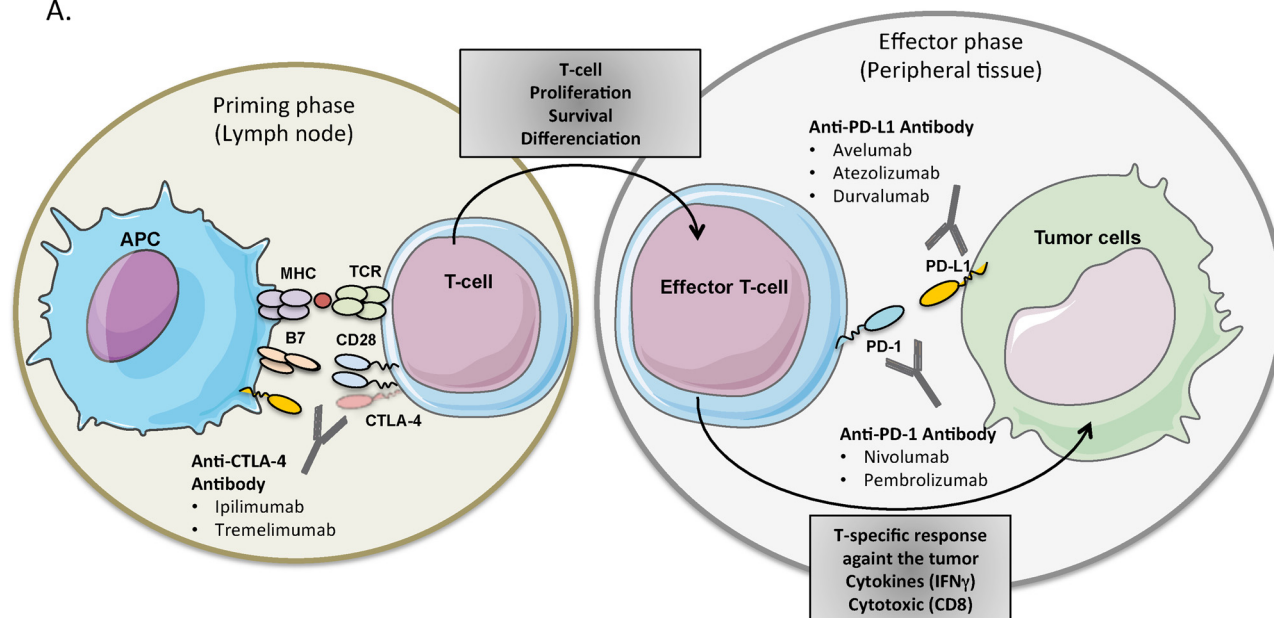 A.
Priming phase
(Lymph node)
T-cell
Proliferation
Survival
Differenciation
Effector phase
(Peripheral tissue)
Anti-PD-L1 Antibody
• Avelumab
• Atezolizumab
• Durvalumab
APC
MHC
TCR
T-cell
B7
CD28
CTLA-4
Anti-CTLA-4
Antibody
• Ipilimumab
• Tremelimumab
Effector T-cell
Tumor cells
PD-L1
PD-1
Anti-PD-1 Antibody
• Nivolumab
• Pembrolizumab
T-specific response
againt the tumor
Cytokines (IFNγ)
Cytotoxic (CD8)